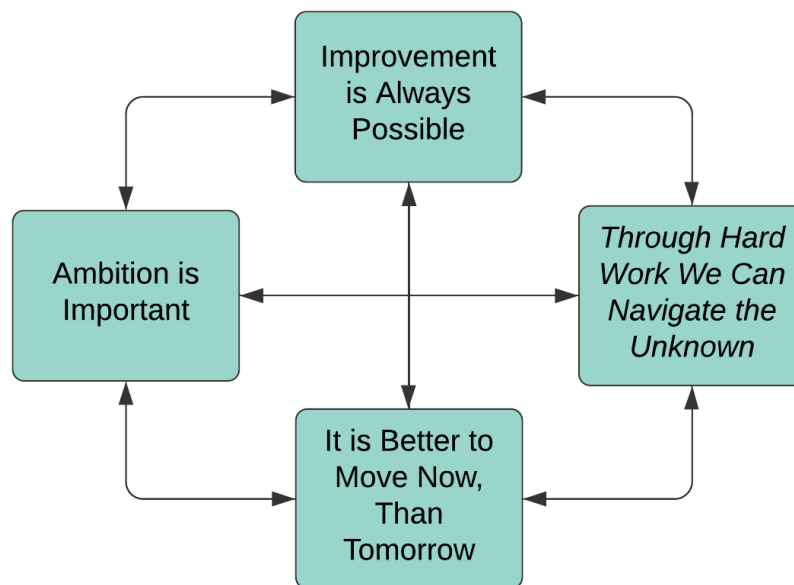 Improvement
is Always
Possible
Ambition is
Important
Through Hard
Work We Can
Navigate the
Unknown
It is Better to
Move Now,
Than
Tomorrow